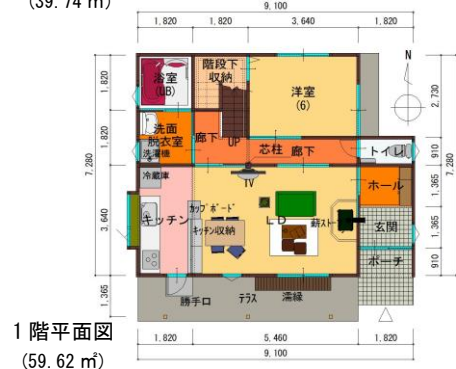 (39.74 ㎡)
9,100
1,820
1,820
3,640
1,820
階段下
収納
浴室
(UB)
洋室
(6)
N
1,820
1,820
7,280
3,640
1,365
2,730
910
1,365
1,365
910
7,280
洗面
脱衣室
洗濯機
廊下
UP
芯柱
廊下
トイレ
冷蔵庫
TV
ホール
カップボード
キッチン
キッチン収納
LD
薪スト
玄関
ポーチ
勝手口
テラス
濡縁
1階平面図
(59.62 ㎡)
1,820
5,460
1,820
9,100